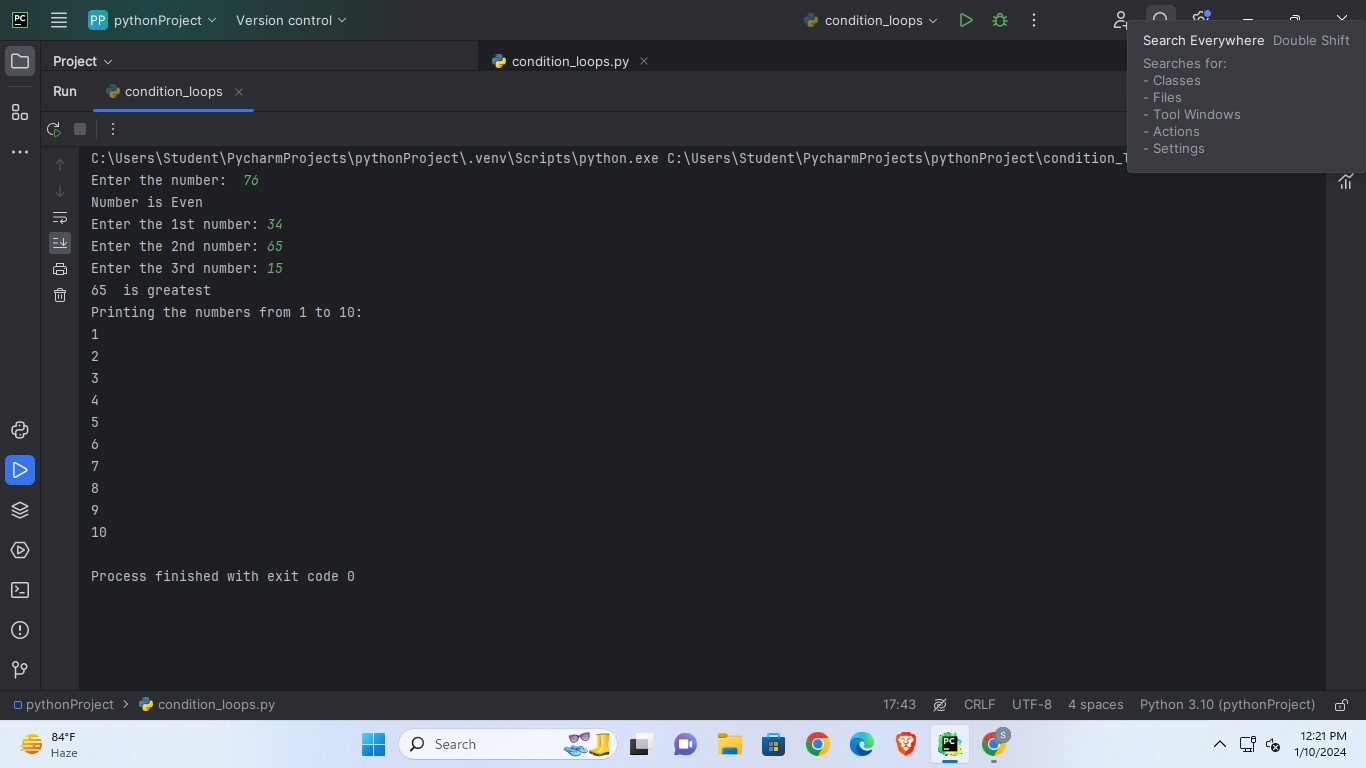 PC PP pythonProject Version control condition_loops
Search Everywhere Double Shift
Searches for:
- Classes
- Files
- Tool Windows
- Actions
- Settings
Project condition_loops.py
Run condition_loops
C:\Users\Student\PycharmProjects\pythonProject\.venv\Scripts\python.exe C:\Users\Student\PycharmProjects\pythonProject\condition_
Enter the number:  76
Number is Even
Enter the 1st number: 34
Enter the 2nd number: 65
Enter the 3rd number: 15
65  is greatest
Printing the numbers from 1 to 10:
1
2
3
4
5
6
7
8
9
10
Process finished with exit code 0
pythonProject > condition_loops.py 17:43 CRLF UTF-8 4 spaces Python 3.10 (pythonProject)
84°F
Haze
Search
PC
S
12:21 PM
1/10/2024